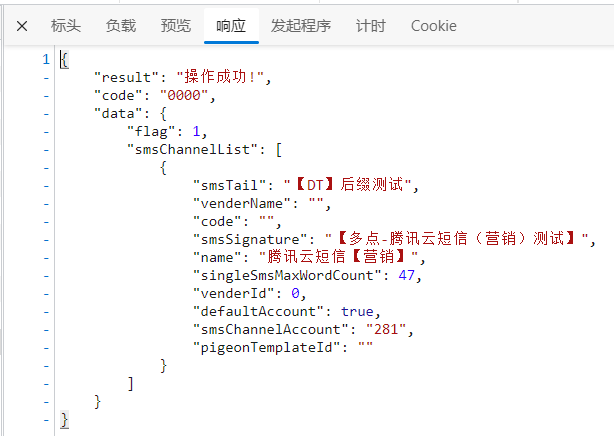 × 标头 负载 预览 响应 发起程序 计时 Cookie
1 {
- "result": "操作成功!",
- "code": "0000",
- "data": {
- "flag": 1,
- "smsChannelList": [
- {
- "smsTail": "【DT】后缀测试",
- "venderName": "",
- "code": "",
- "smsSignature": "【多点-腾讯云短信（营销）测试】",
- "name": "腾讯云短信【营销】",
- "singleSmsMaxWordCount": 47,
- "venderId": 0,
- "defaultAccount": true,
- "smsChannelAccount": "281",
- "pigeonTemplateId": ""
- }
- ]
- }
- }